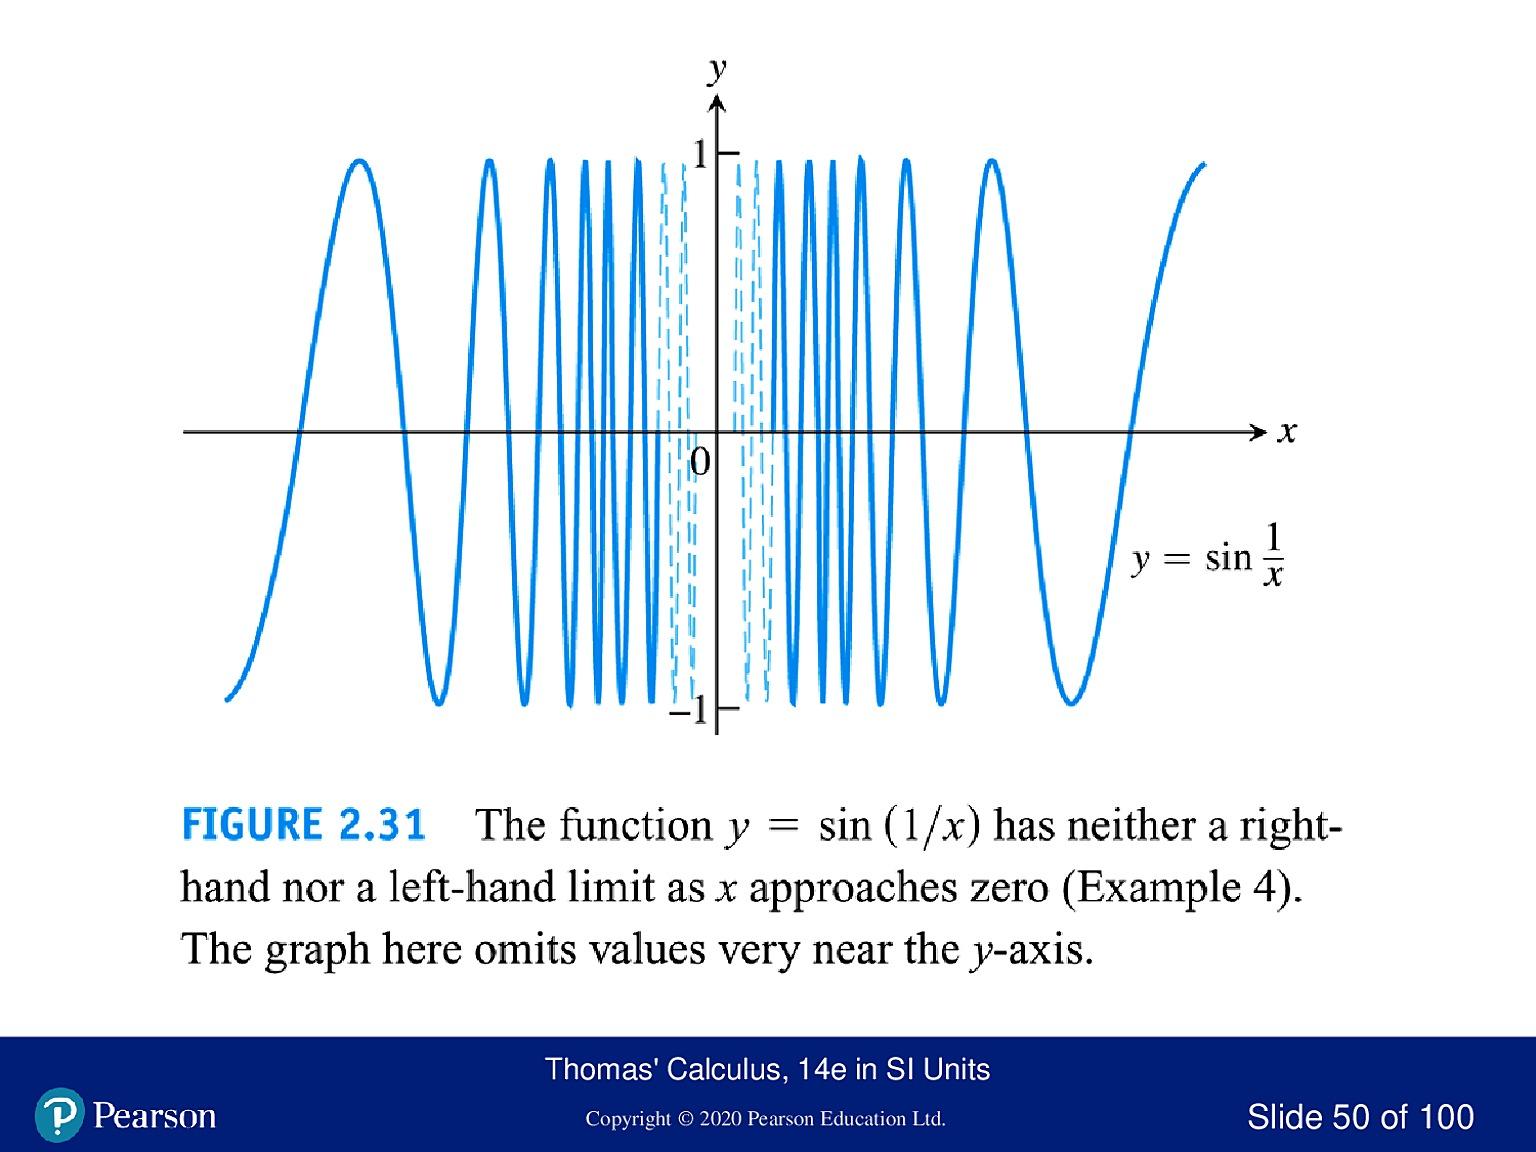 y
1
x
0
y = sin 1/x
–1
FIGURE 2.31 The function y = sin (1/x) has neither a right-
hand nor a left-hand limit as x approaches zero (Example 4).
The graph here omits values very near the y-axis.
Thomas' Calculus, 14e in SI Units
Pearson
Copyright © 2020 Pearson Education Ltd.
Slide 50 of 100